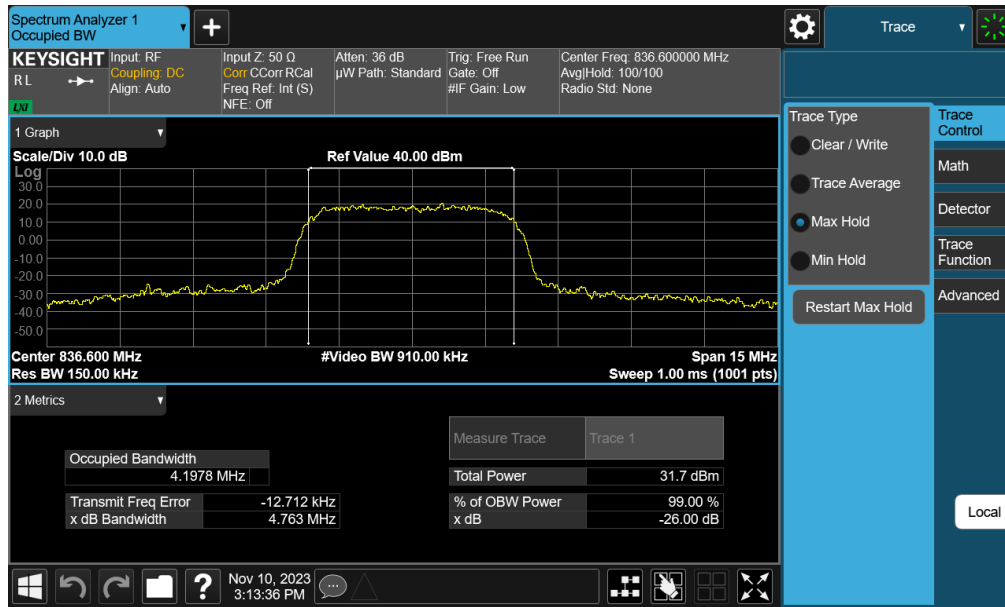 Spectrum Analyzer 1
Occupied BW
Trace
KEYSIGHT
R L
LXI
Input: RF
Coupling: DC
Align: Auto
Input Z: 50 Ω
Corr CCorr RCal
Freq Ref: Int (S)
NFE: Off
Atten: 36 dB
µW Path: Standard
Trig: Free Run
Gate: Off
#IF Gain: Low
Center Freq: 836.600000 MHz
Avg|Hold: 100/100
Radio Std: None
1 Graph
Scale/Div 10.0 dB
Ref Value 40.00 dBm
Log
30.0
20.0
10.0
0.00
-10.0
-20.0
-30.0
-40.0
-50.0
Center 836.600 MHz
#Video BW 910.00 kHz
Span 15 MHz
Res BW 150.00 kHz
Sweep 1.00 ms (1001 pts)
2 Metrics
Measure Trace
Trace 1
Occupied Bandwidth
4.1978 MHz
Total Power
31.7 dBm
Transmit Freq Error
-12.712 kHz
% of OBW Power
99.00 %
x dB Bandwidth
4.763 MHz
x dB
-26.00 dB
Trace Type
Clear / Write
Trace Average
Max Hold
Min Hold
Restart Max Hold
Trace
Control
Math
Detector
Trace
Function
Advanced
Local
?
Nov 10, 2023
3:13:36 PM